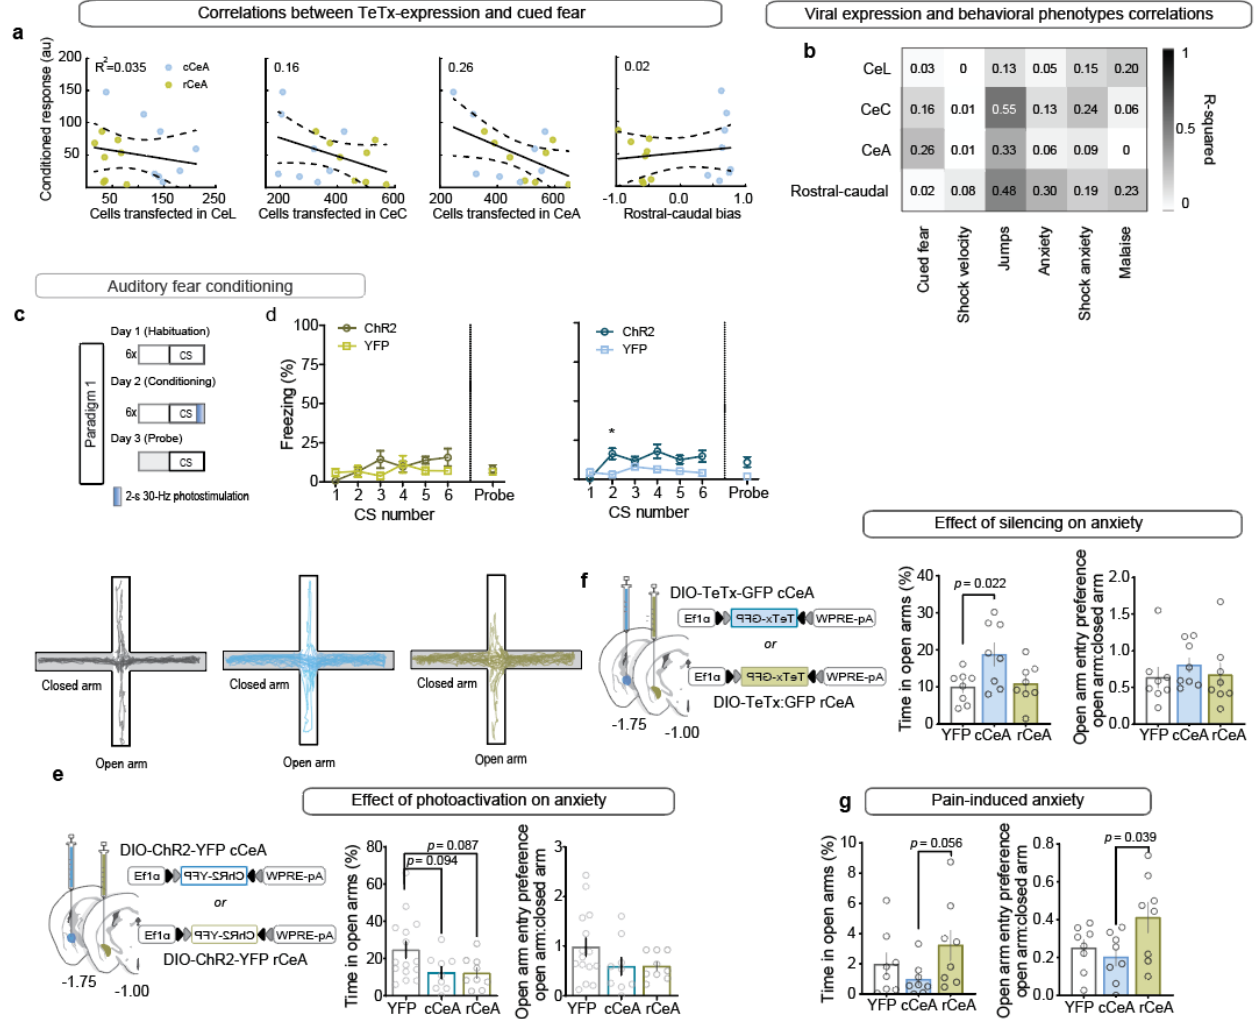 Correlations between TeTx-expression and cued fear
Viral expression and behavioral phenotypes correlations
a
Conditioned response (au)
200
150
100
50
R²=0.035
cCeA
rCeA
50
150
250
Cells transfected in CeL
0.16
200
400
600
Cells transfected in CeC
0.26
200
400
600
Cells transfected in CeA
0.02
-1.0
0.0
1.0
Rostral-caudal bias
b
CeL 0.03 0 0.13 0.05 0.15 0.20
CeC 0.16 0.01 0.55 0.13 0.24 0.06
CeA 0.26 0.01 0.33 0.06 0.09 0
Rostral-caudal 0.02 0.08 0.48 0.30 0.19 0.23
Cued fear
Shock velocity
Jumps
Anxiety
Shock anxiety
Malaise
1
0.5
0
R-squared
Auditory fear conditioning
c
Paradigm 1
Day 1 (Habituation)
6x CS
Day 2 (Conditioning)
6x CS
Day 3 (Probe)
CS
2-s 30-Hz photostimulation
d
Freezing (%)
100
75
50
25
0
ChR2
YFP
1 2 3 4 5 6 Probe
CS number
ChR2
YFP
*
1 2 3 4 5 6 Probe
CS number
Closed arm
Open arm
Closed arm
Open arm
Closed arm
Open arm
e
Effect of photoactivation on anxiety
DIO-ChR2-YFP cCeA
Ef1α ChR2-YFP WPRE-pA
or
Ef1α ChR2-YFP WPRE-pA
DIO-ChR2-YFP rCeA
-1.75
-1.00
Time in open arms (%)
80
60
40
20
0
p = 0.087
p = 0.094
YFP cCeA rCeA
Open arm entry preference
open arm:closed arm
3
2
1
0
YFP cCeA rCeA
f
Effect of silencing on anxiety
DIO-TeTx-GFP cCeA
Ef1α TeTx-GFP WPRE-pA
or
Ef1α TeTx-GFP WPRE-pA
DIO-TeTx:GFP rCeA
-1.75
-1.00
Time in open arms (%)
40
30
20
10
0
p = 0.022
YFP cCeA rCeA
Open arm entry preference
open arm:closed arm
2.0
1.5
1.0
0.5
0
YFP cCeA rCeA
g
Pain-induced anxiety
Time in open arms (%)
10
8
6
4
2
0
p = 0.056
YFP cCeA rCeA
Open arm entry preference
open arm:closed arm
0.8
0.6
0.4
0.2
0.0
p = 0.039
YFP cCeA rCeA